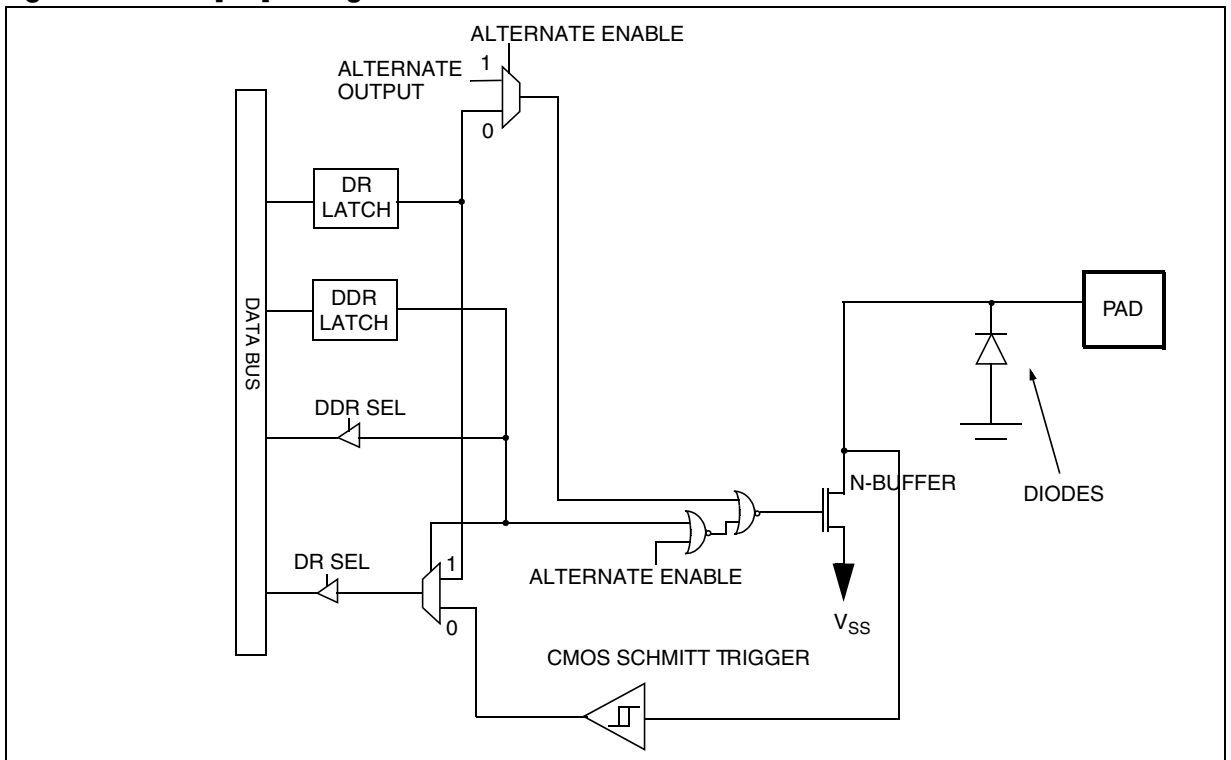 ALTERNATE ENABLE
ALTERNATE
OUTPUT
1
0
DR
LATCH
DDR
LATCH
DATA BUS
PAD
DDR SEL
N-BUFFER
DIODES
DR SEL
1
0
ALTERNATE ENABLE
VSS
CMOS SCHMITT TRIGGER